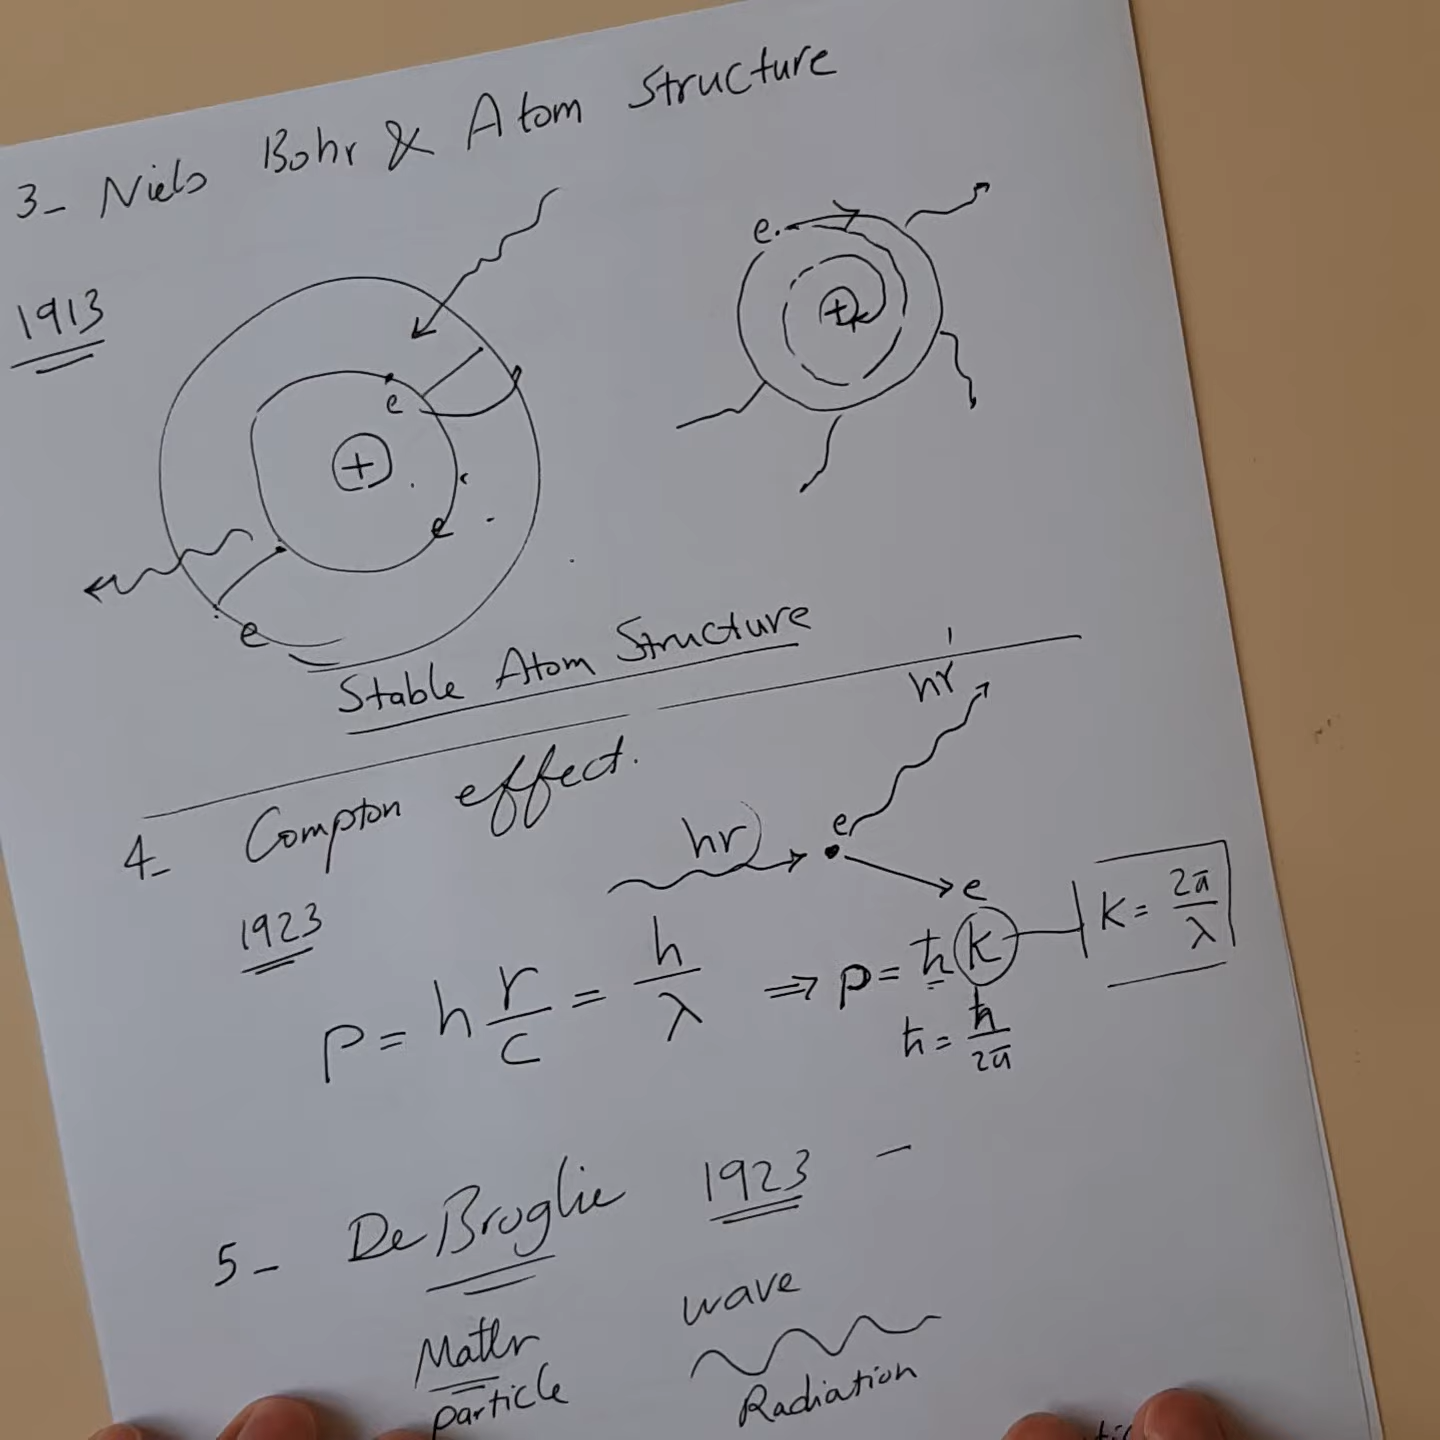 3- Niels Bohr & Atom Structure
1913
e
+
e
e
e
+
Stable Atom Structure
4- Compton effect.
1923
hν
e
hν'
e
p = h ν/c = h/λ ⇒ p = ħ k
k = 2π/λ
ħ = ħ/2π
5- De Broglie 1923 -
Matter wave
particle Radiation